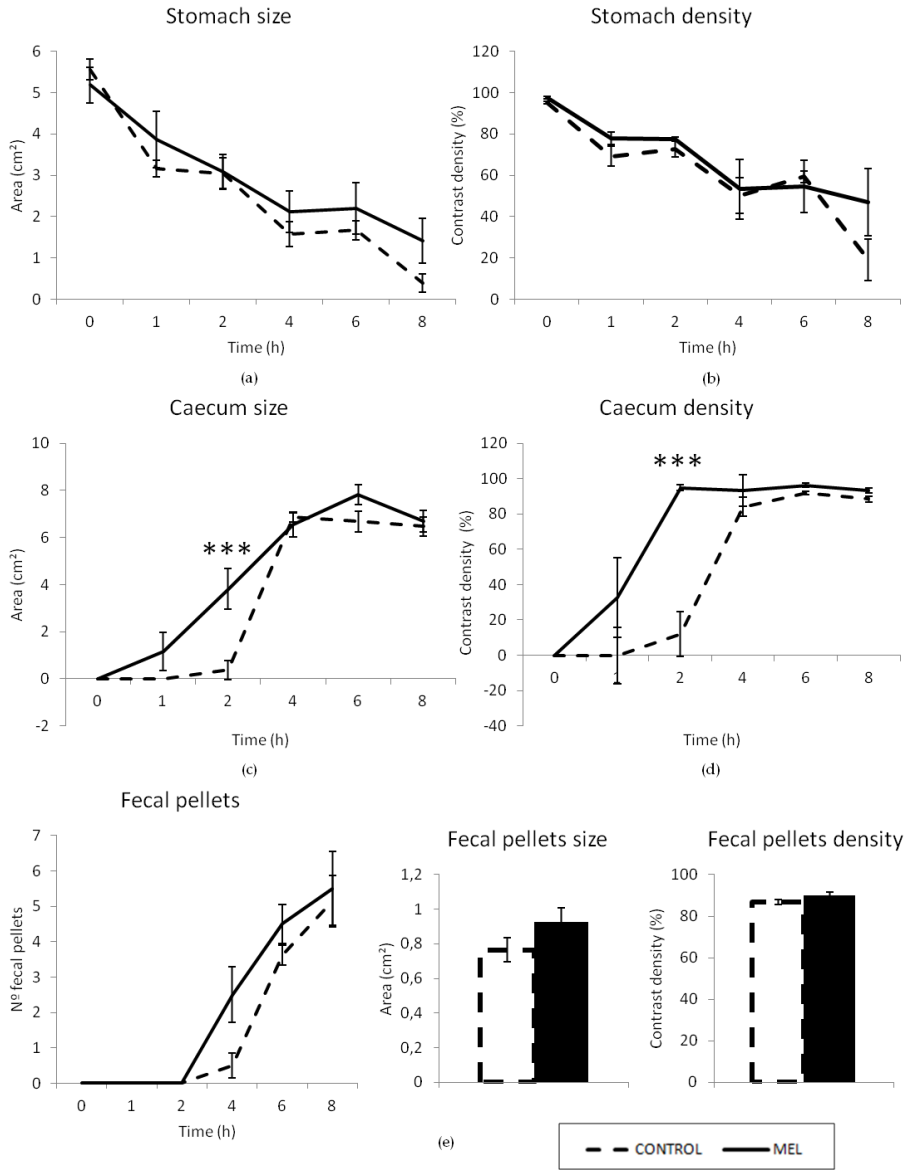 Stomach size
6
5
4
3
2
1
0
Area (cm²)
0 1 2 4 6 8
Time (h)
(a)
Stomach density
120
100
80
60
40
20
0
Contrast density (%)
0 1 2 4 6 8
Time (h)
(b)
Caecum size
10
8
6
4
2
0
-2
Area (cm²)
***
0 1 2 4 6 8
Time (h)
(c)
Caecum density
120
100
80
60
40
20
0
-20
-40
Contrast density (%)
***
0 1 2 4 6 8
Time (h)
(d)
Fecal pellets
7
6
5
4
3
2
1
0
Nº fecal pellets
0 1 2 4 6 8
Time (h)
Fecal pellets size
1,2
1
0,8
0,6
0,4
0,2
0
Area (cm²)
Fecal pellets density
100
80
60
40
20
0
Contrast density (%)
(e)
CONTROL MEL